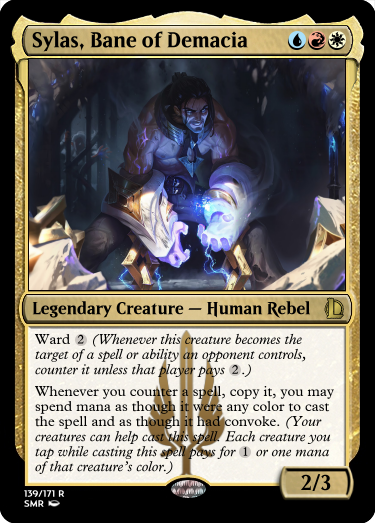 Sylas, Bane of Demacia
Legendary Creature — Human Rebel
Ward 2 (Whenever this creature becomes the
target of a spell or ability an opponent controls,
counter it unless that player pays 2.)
Whenever you counter a spell, copy it, you may
spend mana as though it were any color to cast
the spell and as though it had convoke. (Your
creatures can help cast this spell. Each creature you
tap while casting this spell pays for 1 or one mana
of that creature's color.)
2/3
139/171 R
SMR